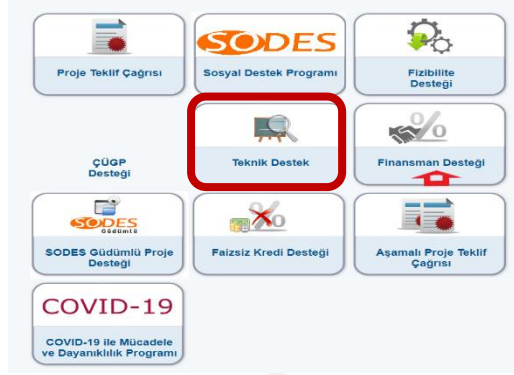 SODES
Proje Teklif Çağrısı
Sosyal Destek Programı
Fizibilite
Desteği
%
ÇÜGP
Desteği
Teknik Destek
Finansman Desteği
SODES
Güdümlü
%
SODES Güdümlü Proje
Desteği
Faizsiz Kredi Desteği
Aşamalı Proje Teklif
Çağrısı
COVID-19
COVID-19 ile Mücadele
ve Dayanıklılık Programı